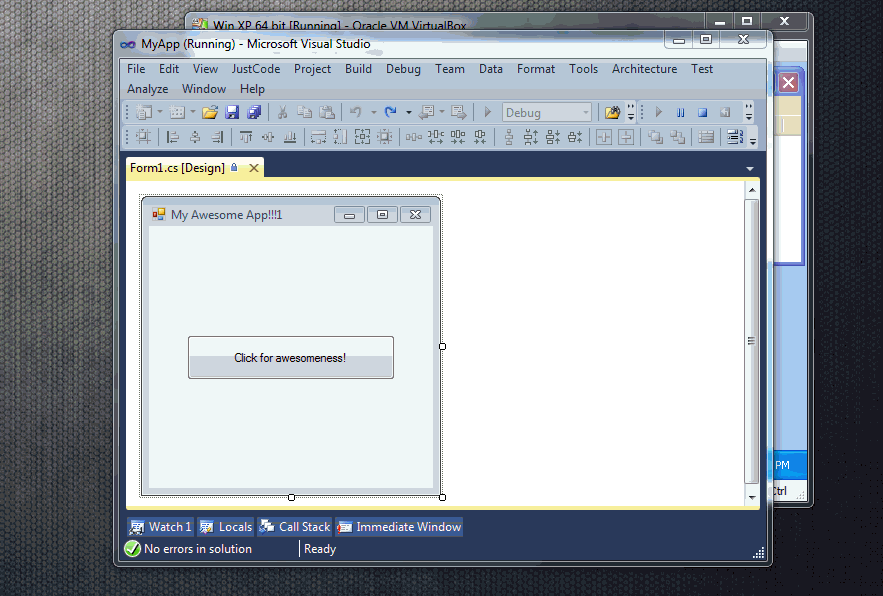 Win XP 64 bit [Running] - Oracle VM VirtualBox
MyApp (Running) - Microsoft Visual Studio
File Edit View JustCode Project Build Debug Team Data Format Tools Architecture Test
Analyze Window Help
Debug
Form1.cs [Design]
My Awesome App!!!1
Click for awesomeness!
PM
Ctrl
Watch 1 Locals Call Stack Immediate Window
No errors in solution Ready